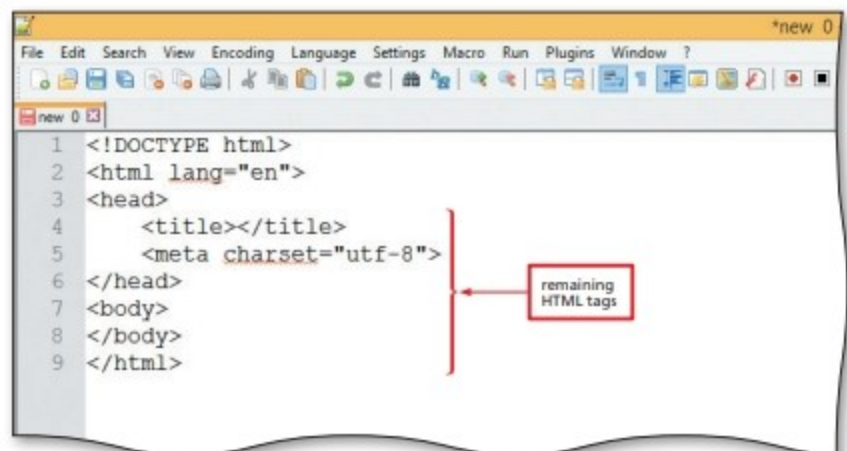 *new 0
File Edit Search View Encoding Language Settings Macro Run Plugins Window ?
new 0
1 <!DOCTYPE html>
2 <html lang="en">
3 <head>
4 <title></title>
5 <meta charset="utf-8">
6 </head>
7 <body>
8 </body>
9 </html>
remaining
HTML tags